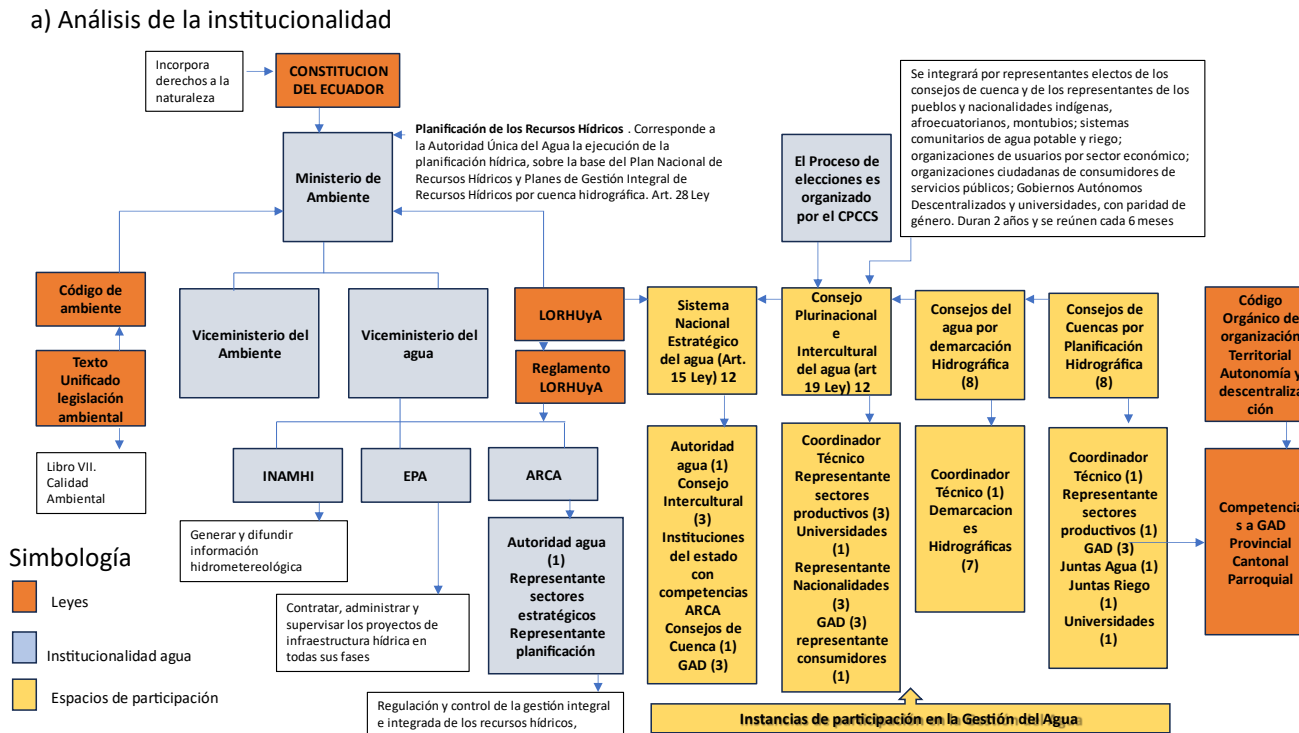 a) Análisis de la institucionalidad
Incorpora
derechos a la
naturaleza
CONSTITUCION
DEL ECUADOR
Ministerio de
Ambiente
Planificación de los Recursos Hídricos . Corresponde a
la Autoridad Única del Agua la ejecución de la
planificación hídrica, sobre la base del Plan Nacional de
Recursos Hídricos y Planes de Gestión Integral de
Recursos Hídricos por cuenca hidrográfica. Art. 28 Ley
El Proceso de
elecciones es
organizado
por el CPCCS
Se integrará por representantes electos de los
consejos de cuenca y de los representantes de los
pueblos y nacionalidades indígenas,
afroecuatorianos, montubios; sistemas
comunitarios de agua potable y riego;
organizaciones de usuarios por sector económico;
organizaciones ciudadanas de consumidores de
servicios públicos; Gobiernos Autónomos
Descentralizados y universidades, con paridad de
género. Duran 2 años y se reúnen cada 6 meses
Código de
ambiente
Texto
Unificado
legislación
ambiental
Libro VII.
Calidad
Ambiental
Viceministerio del
Ambiente
Viceministerio del
agua
LORHUyA
Reglamento
LORHUyA
Sistema
Nacional
Estratégico
del agua (Art.
15 Ley) 12
Consejo
Plurinacional
e
Intercultural
del agua (art
19 Ley) 12
Consejos del
agua por
demarcación
Hidrográfica
(8)
Consejos de
Cuencas por
Planificación
Hidrográfica
(8)
Código
Orgánico de
organización
Territorial
Autonomía y
descentraliza
ción
INAMHI
EPA
ARCA
Generar y difundir
información
hidrometereológica
Contratar, administrar y
supervisar los proyectos de
infraestructura hídrica en
todas sus fases
Autoridad agua
(1)
Representante
sectores
estratégicos
Representante
planificación
Regulación y control de la gestión integral
e integrada de los recursos hídricos,
Autoridad
agua (1)
Consejo
Intercultural
(3)
Instituciones
del estado
con
competencias
ARCA
Consejos de
Cuenca (1)
GAD (3)
Coordinador
Técnico
Representante
sectores
productivos (3)
Universidades
(1)
Representante
Nacionalidades
(3)
GAD (3)
representante
consumidores
(1)
Coordinador
Técnico (1)
Demarcacion
es
Hidrográficas
(7)
Coordinador
Técnico (1)
Representante
sectores
productivos (1)
GAD (3)
Juntas Agua (1)
Juntas Riego
(1)
Universidades
(1)
Competencia
s a GAD
Provincial
Cantonal
Parroquial
Instancias de participación en la Gestión del Agua
Simbología
Leyes
Institucionalidad agua
Espacios de participación